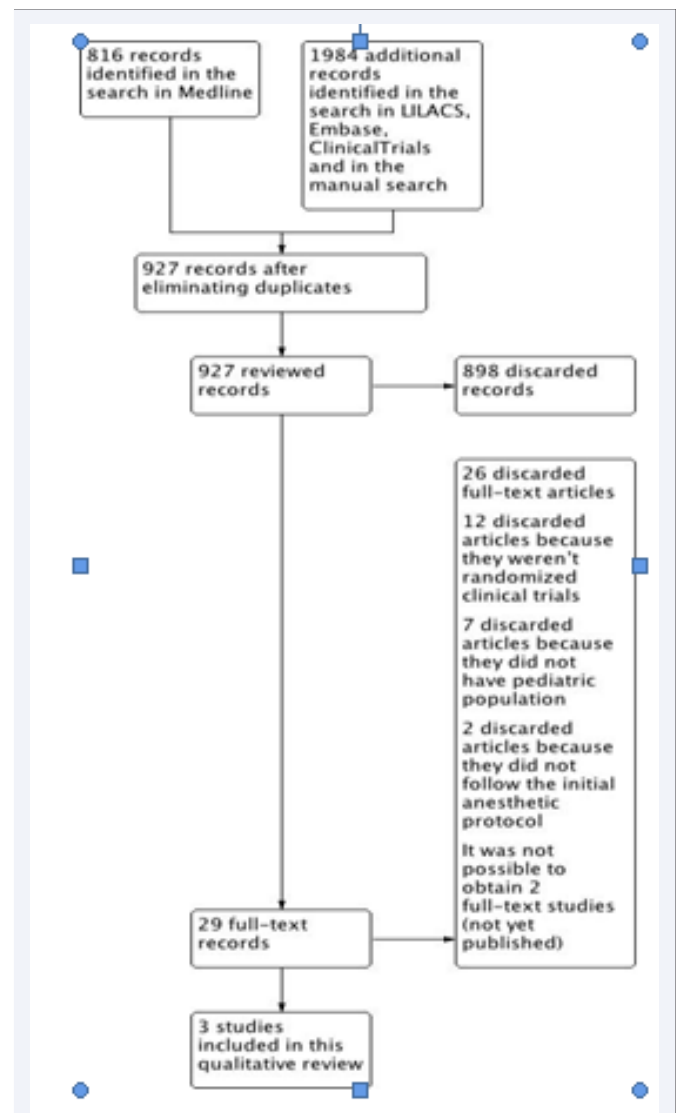 816 records
identified in the
search in Medline
1984 additional
records
identified in the
search in LILACS,
Embase,
ClinicalTrials
and in the
manual search
927 records after
eliminating duplicates
927 reviewed
records
898 discarded
records
26 discarded
full-text articles
12 discarded
articles because
they weren't
randomized
clinical trials
7 discarded
articles because
they did not
have pediatric
population
2 discarded
articles because
they did not
follow the initial
anesthetic
protocol
It was not
possible to
obtain 2
full-text studies
(not yet
published)
29 full-text
records
3 studies
included in this
qualitative review